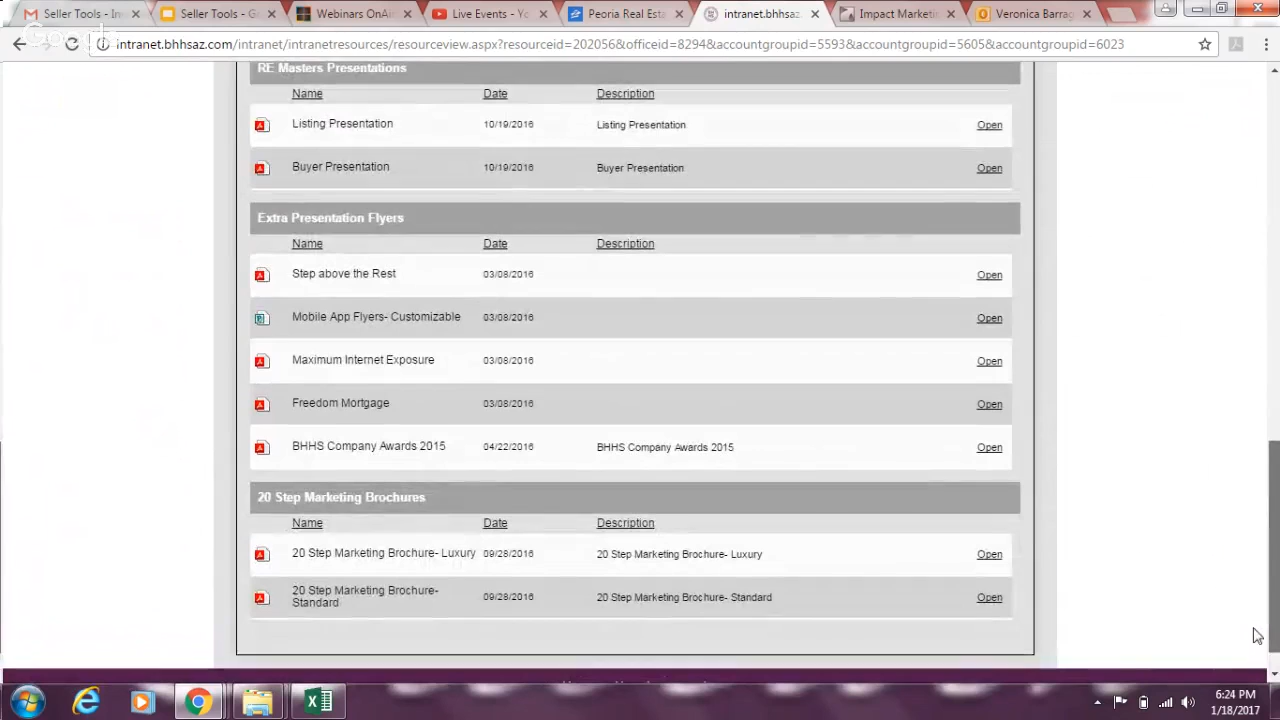 Seller Tools - In
Seller Tools - G
Webinars OnAi
Live Events - Yo
Peoria Real Esta
intranet.bhhsaz.
Impact Marketi
Veronica Barrag
Google
intranet.bhhsaz.com/intranet/intranetresources/resourceview.aspx?resourceid=202056&officeid=8294&accountgroupid=5593&accountgroupid=5605&accountgroupid=6023
RE Masters Presentations
Name Date Description
Listing Presentation 10/19/2016 Listing Presentation Open
Buyer Presentation 10/19/2016 Buyer Presentation Open
Extra Presentation Flyers
Name Date Description
Step above the Rest 03/08/2016 Open
Mobile App Flyers- Customizable 03/08/2016 Open
Maximum Internet Exposure 03/08/2016 Open
Freedom Mortgage 03/08/2016 Open
BHHS Company Awards 2015 04/22/2016 BHHS Company Awards 2015 Open
20 Step Marketing Brochures
Name Date Description
20 Step Marketing Brochure- Luxury 09/28/2016 20 Step Marketing Brochure- Luxury Open
20 Step Marketing Brochure-
Standard 09/28/2016 20 Step Marketing Brochure- Standard Open
6:24 PM
1/18/2017